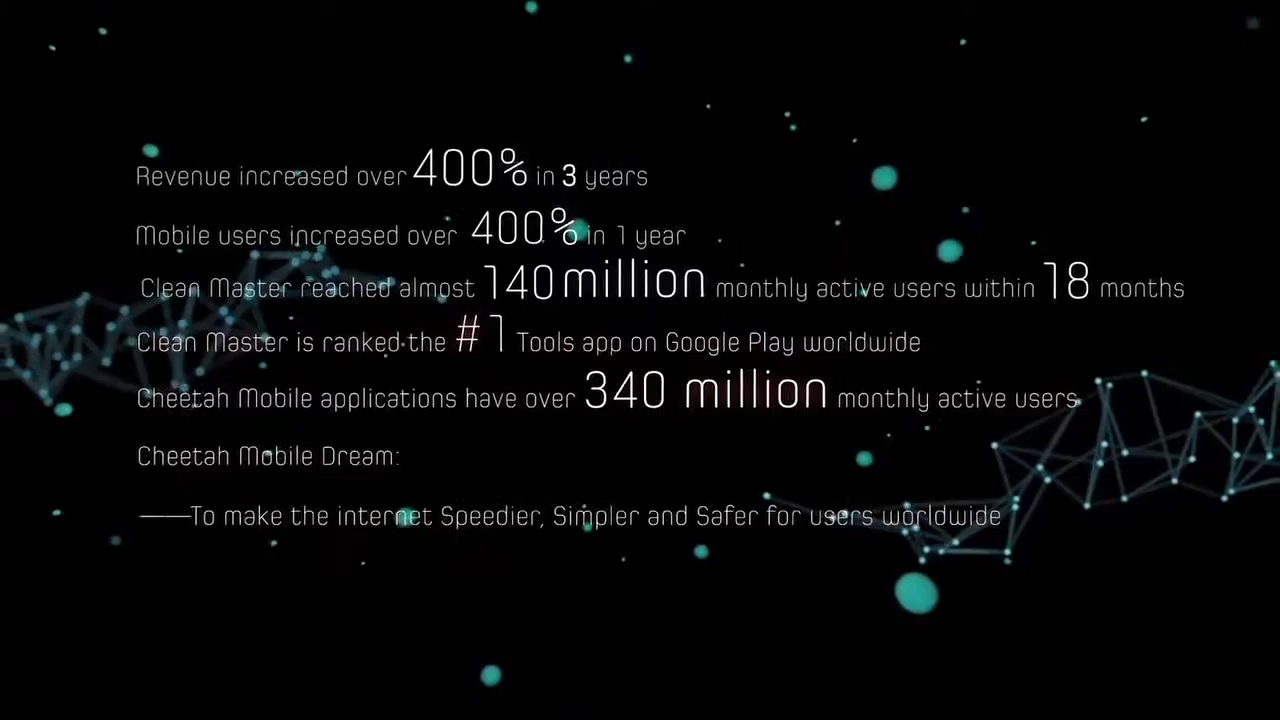 Revenue increased over 400% in 3 years
Mobile users increased over 400% in 1 year
Clean Master reached almost 140 million monthly active users within 18 months
Clean Master is ranked the #1 Tools app on Google Play worldwide
Cheetah Mobile applications have over 340 million monthly active users
Cheetah Mobile Dream:
——To make the internet Speedier, Simpler and Safer for users worldwide